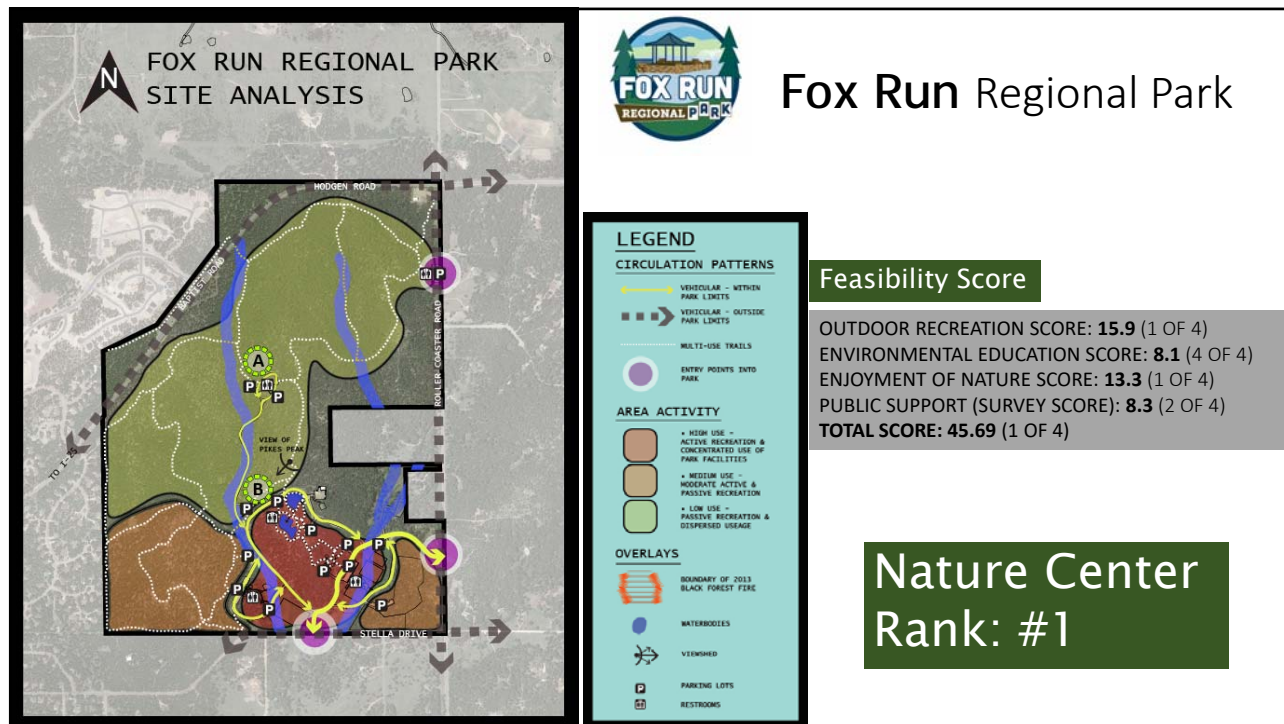 FOX RUN REGIONAL PARK
SITE ANALYSIS
N
HODGEN ROAD
BAPTIST ROAD
ROLLER COASTER ROAD
P
A
P
P
VIEW OF
PIKES PEAK
TO I-25
B
P
P
P
P
P
P
P
P
P
P
P
P
STELLA DRIVE
FOX RUN
REGIONAL PARK
Fox Run Regional Park
LEGEND
CIRCULATION PATTERNS
VEHICULAR - WITHIN
PARK LIMITS
VEHICULAR - OUTSIDE
PARK LIMITS
MULTI-USE TRAILS
ENTRY POINTS INTO
PARK
AREA ACTIVITY
• HIGH USE -
ACTIVE RECREATION &
CONCENTRATED USE OF
PARK FACILITIES
• MEDIUM USE -
MODERATE ACTIVE &
PASSIVE RECREATION
• LOW USE -
PASSIVE RECREATION &
DISPERSED USEAGE
OVERLAYS
BOUNDARY OF 2013
BLACK FOREST FIRE
WATERBODIES
VIEWSHED
P
PARKING LOTS
RESTROOMS
Feasibility Score
OUTDOOR RECREATION SCORE: 15.9 (1 OF 4)
ENVIRONMENTAL EDUCATION SCORE: 8.1 (4 OF 4)
ENJOYMENT OF NATURE SCORE: 13.3 (1 OF 4)
PUBLIC SUPPORT (SURVEY SCORE): 8.3 (2 OF 4)
TOTAL SCORE: 45.69 (1 OF 4)
Nature Center
Rank: #1